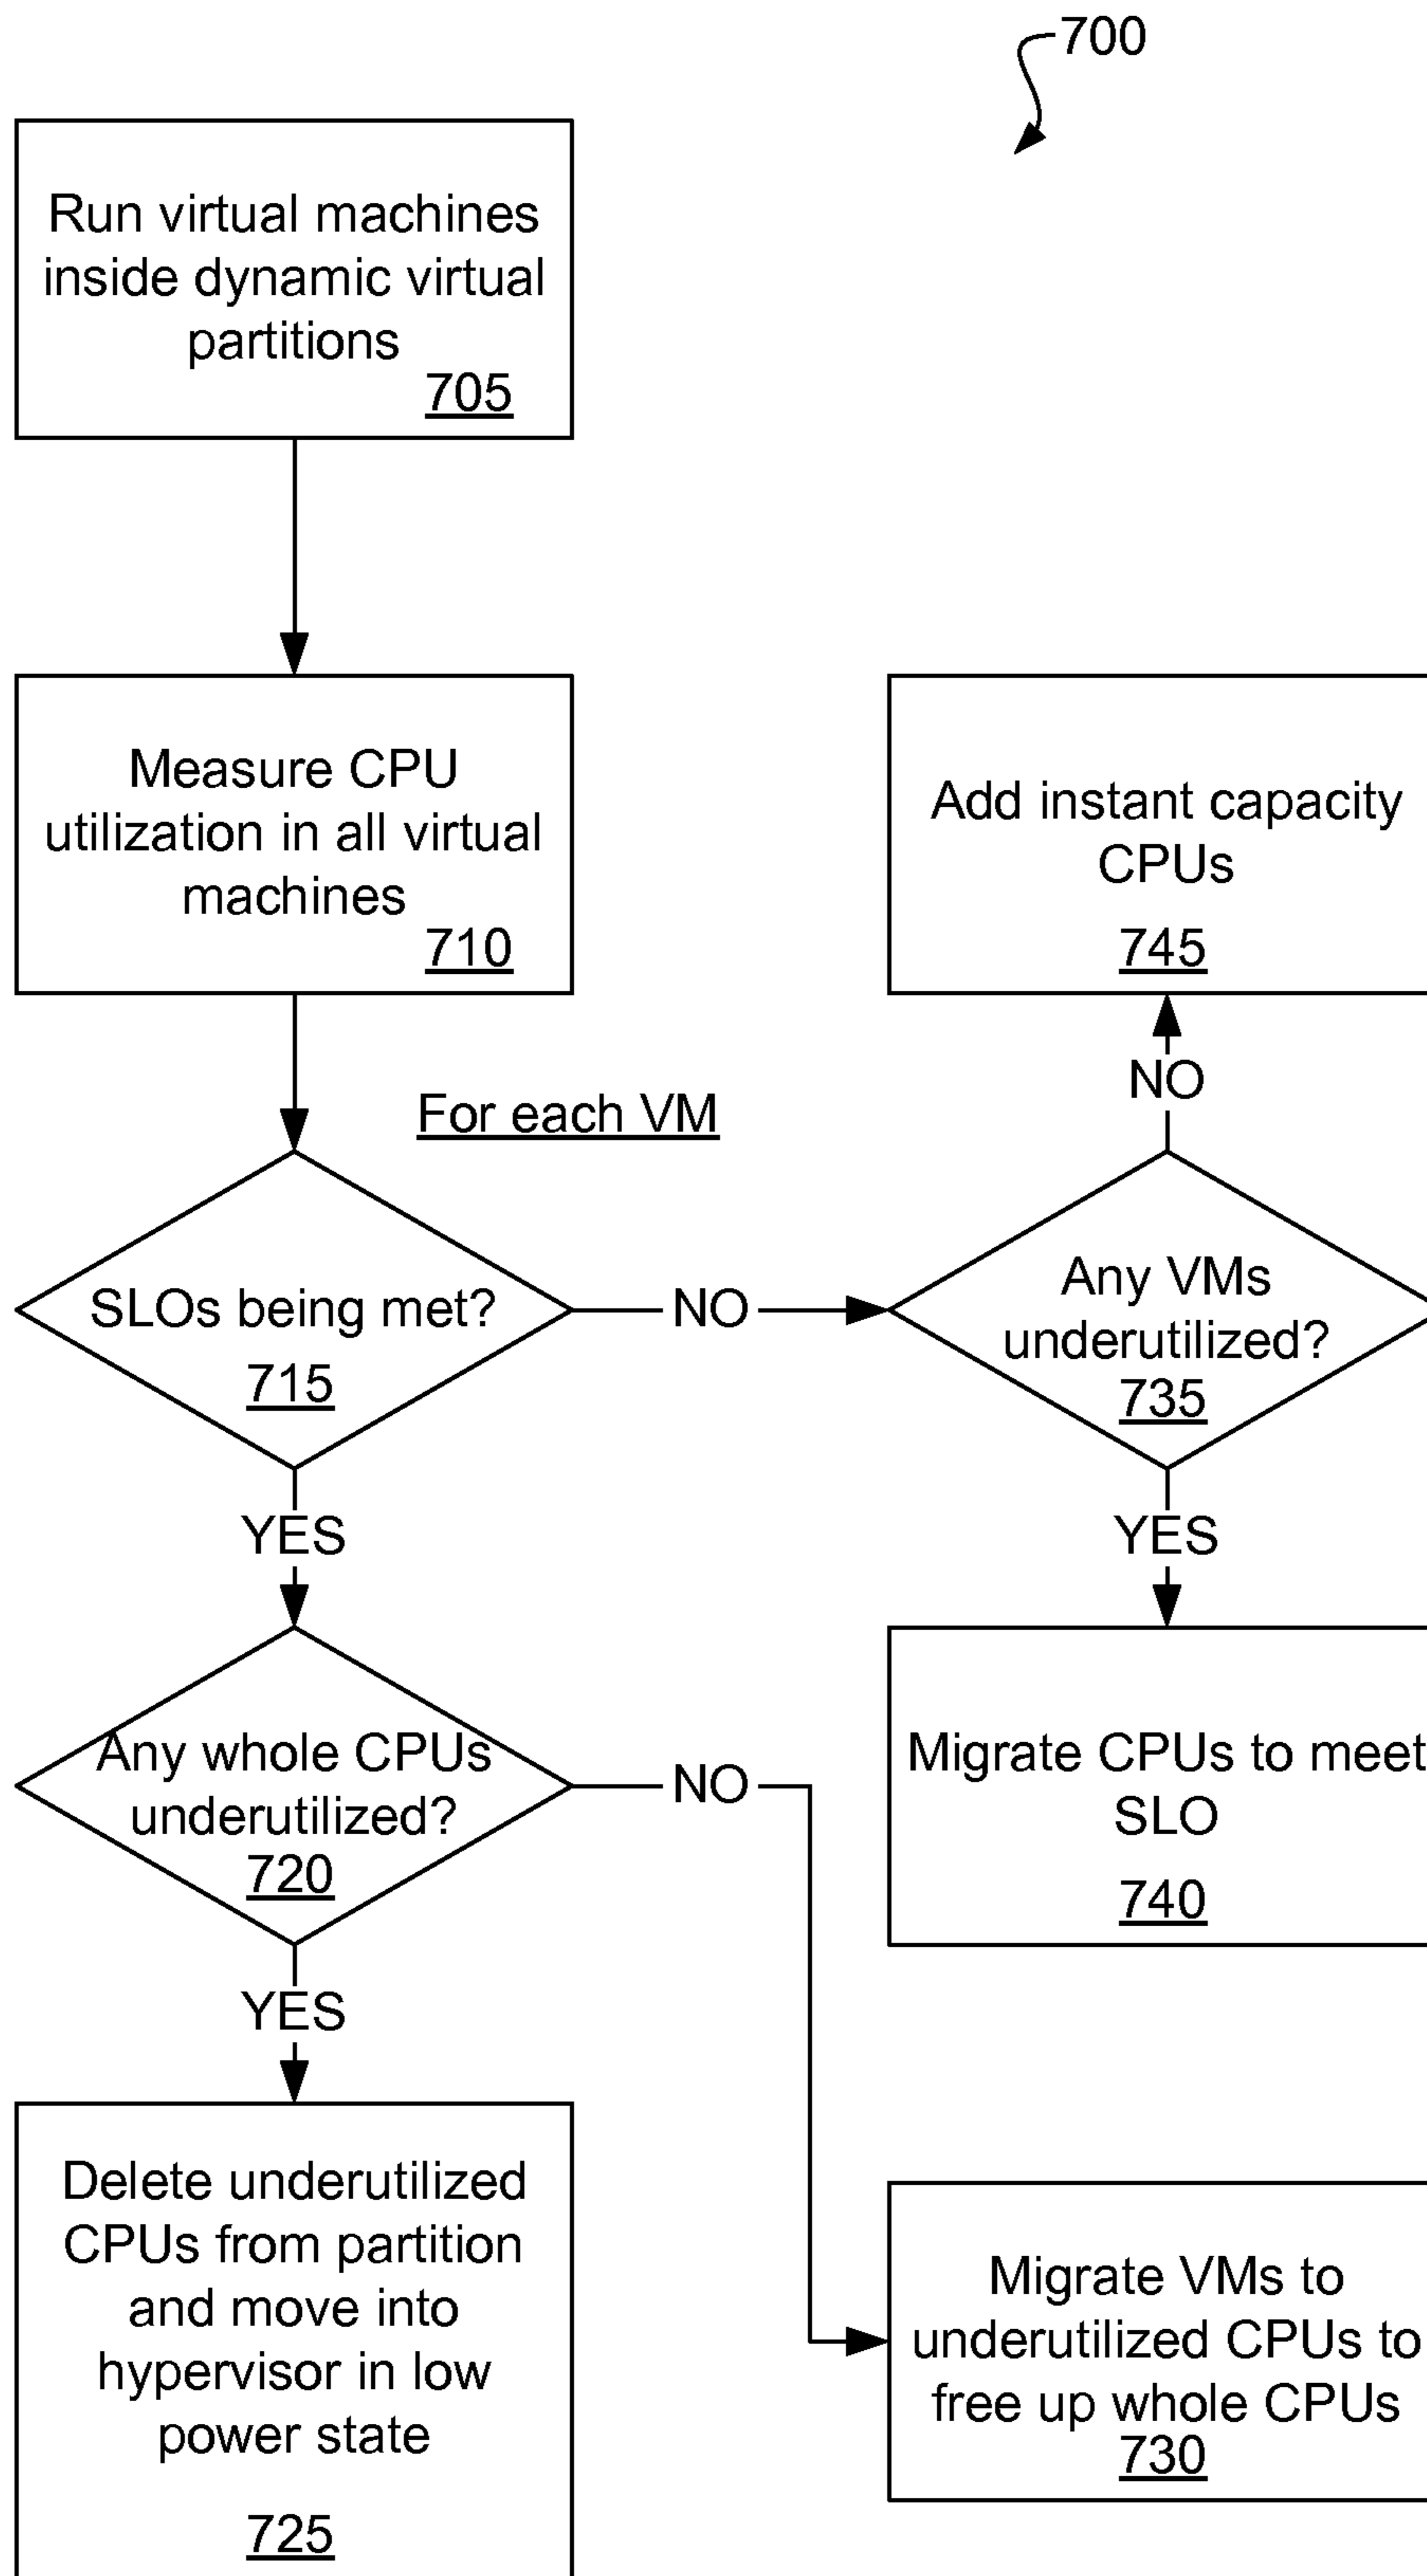 700
Run virtual machines
inside dynamic virtual
partitions
705
Measure CPU
utilization in all virtual
machines
710
Add instant capacity
CPUs
745
NO
For each VM
SLOs being met?
715
NO
Any VMs
underutilized?
735
YES
YES
Any whole CPUs
underutilized?
720
NO
Migrate CPUs to meet
SLO
740
YES
Delete underutilized
CPUs from partition
and move into
hypervisor in low
power state
725
Migrate VMs to
underutilized CPUs to
free up whole CPUs
730